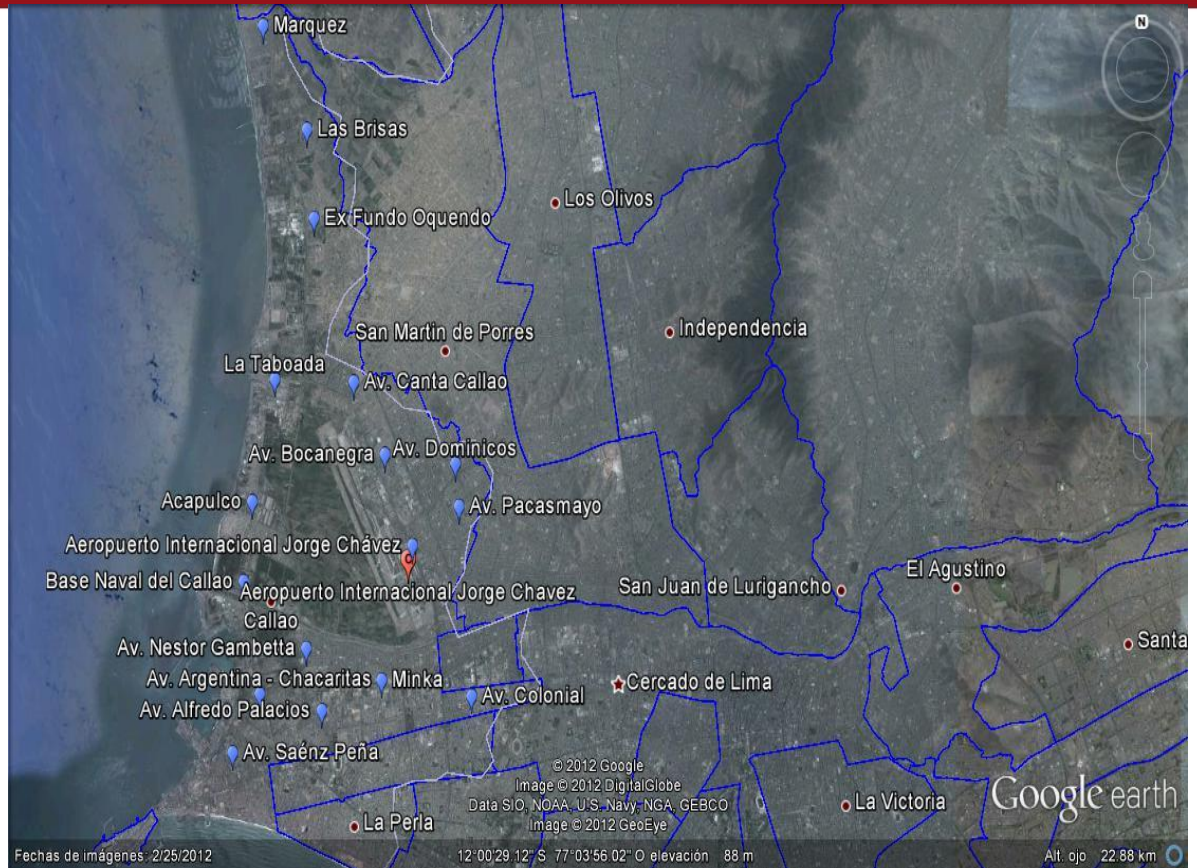 N
Marquez
Las Brisas
Los Olivos
Ex Fundo Oquendo
San Martin de Porres
Independencia
La Taboada
Av. Canta Callao
Av. Bocanegra
Av. Dominicos
Acapulco
Av. Pacasmayo
Aeropuerto Internacional Jorge Chávez
Base Naval del Callao
Aeropuerto Internacional Jorge Chavez
San Juan de Lurigancho
El Agustino
Callao
Av. Nestor Gambetta
Santa
Av. Argentina - Chacaritas
Minka
Cercado de Lima
Av. Colonial
Av. Alfredo Palacios
Av. Saénz Peña
© 2012 Google
Image © 2012 DigitalGlobe
Data SIO, NOAA, U.S. Navy, NGA, GEBCO
Image © 2012 GeoEye
Google earth
La Victoria
La Perla
Fechas de imágenes: 2/25/2012
12°00'29.12" S 77°03'56.02" O elevación 88 m
Alt. ojo 22.88 km